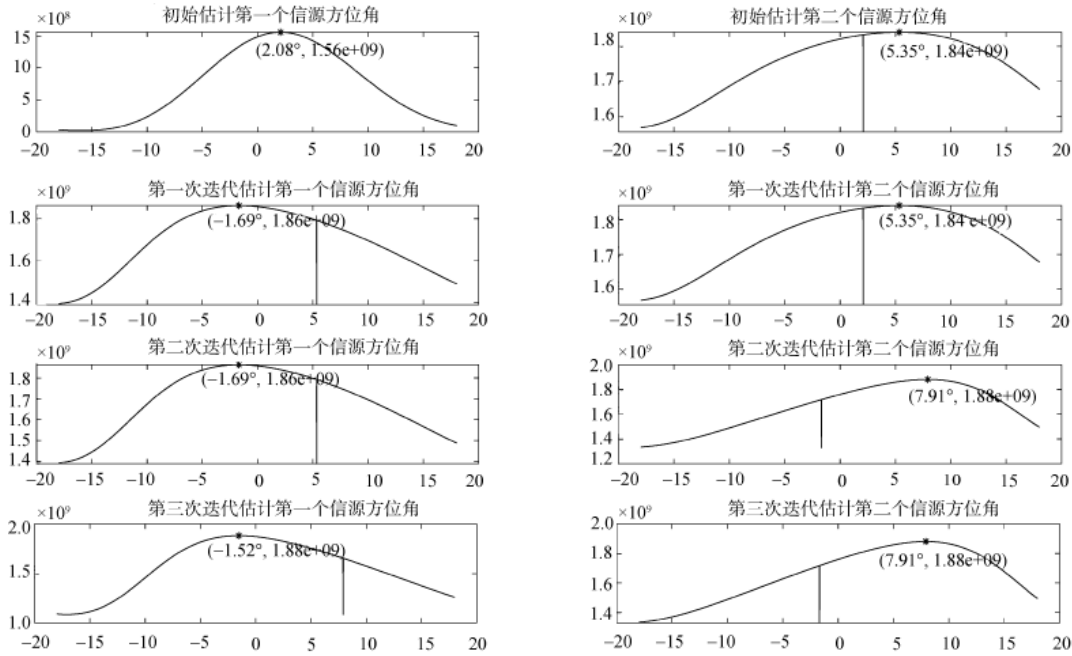 初始估计第一个信源方位角
×10⁸
15
10
5
0
(2.08°, 1.56e+09)
−20 −15 −10 −5 0 5 10 15 20
初始估计第二个信源方位角
×10⁹
1.8
1.7
1.6
(5.35°, 1.84e+09)
−20 −15 −10 −5 0 5 10 15 20
第一次迭代估计第一个信源方位角
×10⁹
1.8
1.6
1.4
(−1.69°, 1.86e+09)
−20 −15 −10 −5 0 5 10 15 20
第一次迭代估计第二个信源方位角
×10⁹
1.8
1.7
1.6
(5.35°, 1.84 e+09)
−20 −15 −10 −5 0 5 10 15 20
第二次迭代估计第一个信源方位角
×10⁹
1.8
1.7
1.6
1.5
1.4
(−1.69°, 1.86e+09)
−20 −15 −10 −5 0 5 10 15 20
第二次迭代估计第二个信源方位角
×10⁹
2.0
1.8
1.6
1.4
1.2
(7.91°, 1.88e+09)
−20 −15 −10 −5 0 5 10 15 20
第三次迭代估计第一个信源方位角
×10⁹
2.0
1.5
1.0
(−1.52°, 1.88e+09)
−20 −15 −10 −5 0 5 10 15 20
第三次迭代估计第二个信源方位角
×10⁹
2.0
1.8
1.6
1.4
(7.91°, 1.88e+09)
−20 −15 −10 −5 0 5 10 15 20